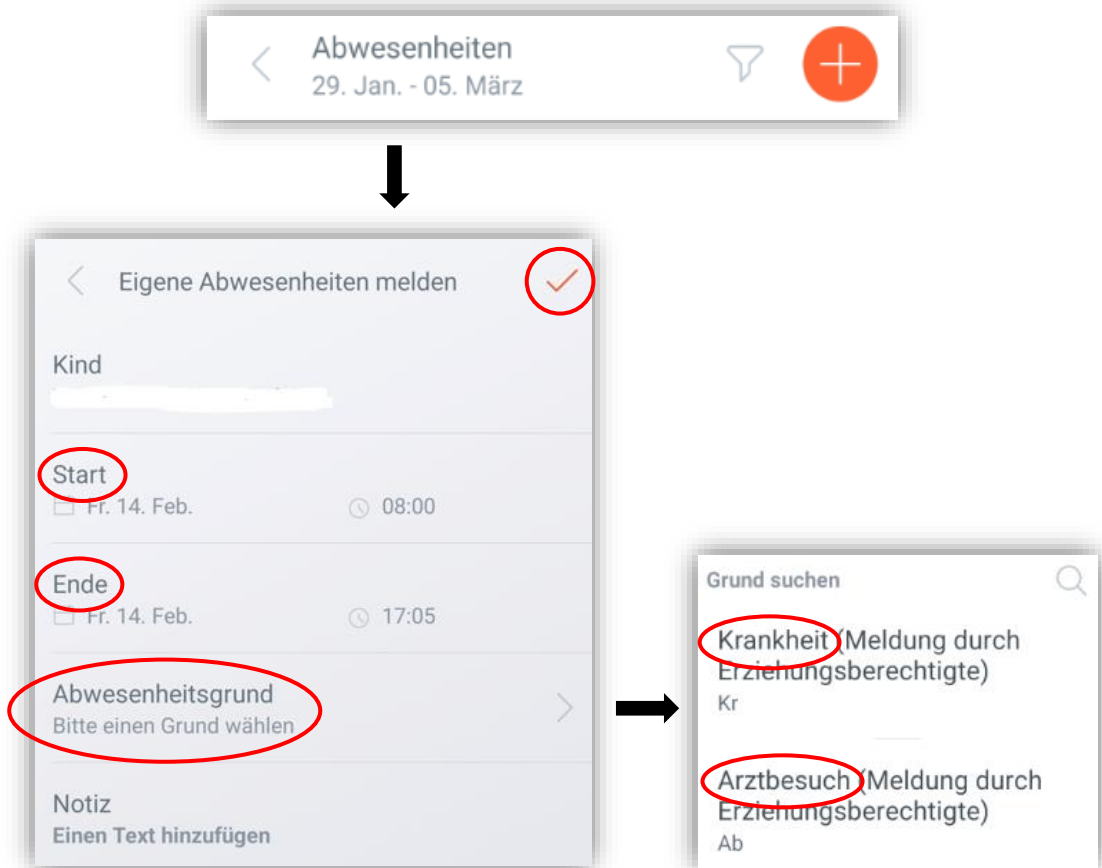 Abwesenheiten
29. Jan. - 05. März
Eigene Abwesenheiten melden
Kind
Start
Fr. 14. Feb. 08:00
Ende
Fr. 14. Feb. 17:05
Abwesenheitsgrund
Bitte einen Grund wählen
Notiz
Einen Text hinzufügen
Grund suchen
Krankheit (Meldung durch
Erziehungsberechtigte)
Kr
Arztbesuch (Meldung durch
Erziehungsberechtigte)
Ab